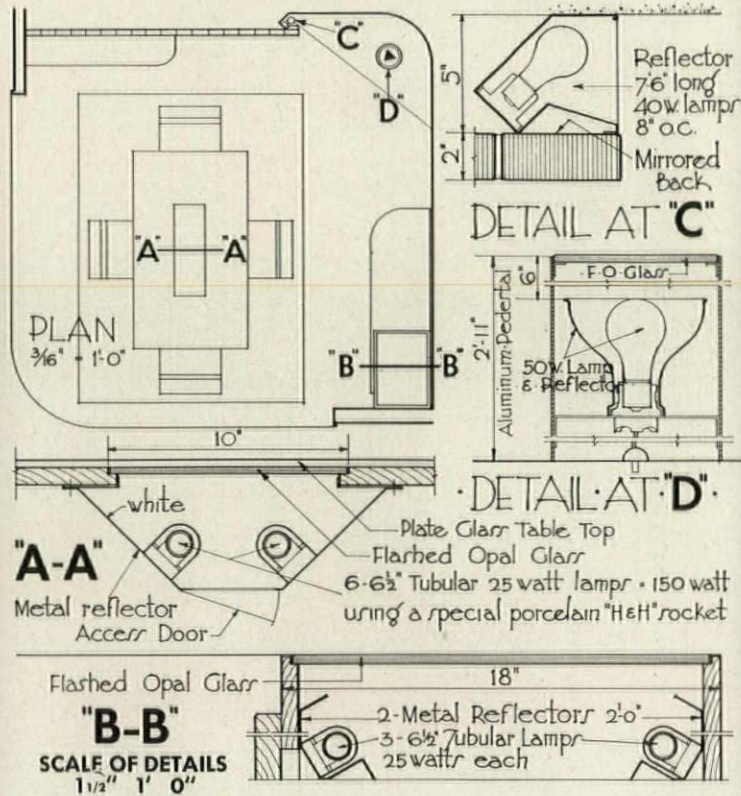 "C"
"D"
"A" "A"
PLAN
3/16" = 1'-0"
"B" "B"
5"
2"
Reflector
7'6" long
40w. lamps
8" o.c.
Mirrored
Back
DETAIL AT "C"
6"
F·O·Glass
2'-11"
Aluminum·Pedertal
50w. Lamp
& Reflector
DETAIL·AT·"D"·
10"
white
Plate Glass Table Top
Flashed Opal Glass
"A-A"
6-6½" Tubular 25 watt lamps = 150 watt
using a special porcelain "H&H" socket
Metal reflector
Access Door
Flashed Opal Glass
18"
"B-B"
2-Metal Reflectors 2'-0"
3-6½" Tubular Lamps
25 watts each
SCALE OF DETAILS
1 1/2" 1' 0"